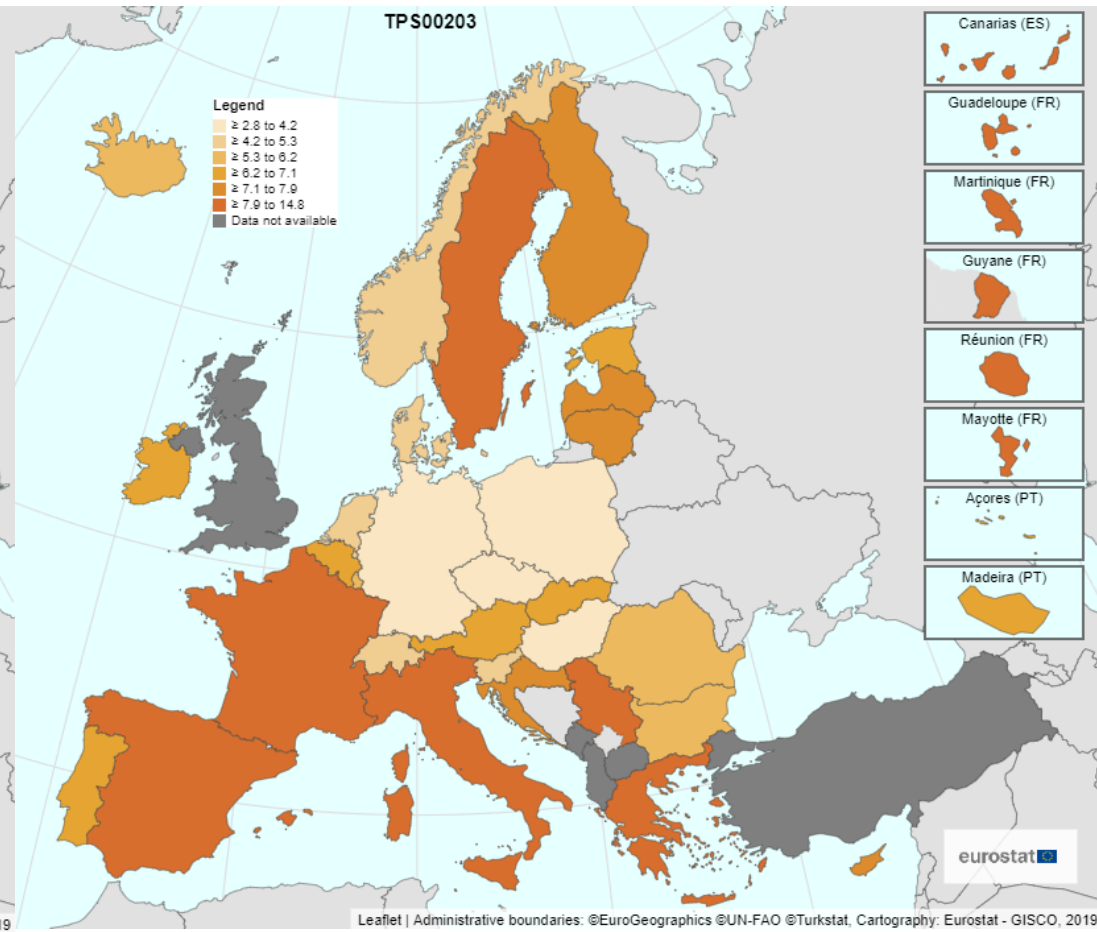 TPS00203
Legend
≥ 2.8 to 4.2
≥ 4.2 to 5.3
≥ 5.3 to 6.2
≥ 6.2 to 7.1
≥ 7.1 to 7.9
≥ 7.9 to 14.8
Data not available
Canarias (ES)
Guadeloupe (FR)
Martinique (FR)
Guyane (FR)
Réunion (FR)
Mayotte (FR)
Açores (PT)
Madeira (PT)
eurostat
19
Leaflet | Administrative boundaries: ©EuroGeographics ©UN-FAO ©Turkstat, Cartography: Eurostat - GISCO, 2019